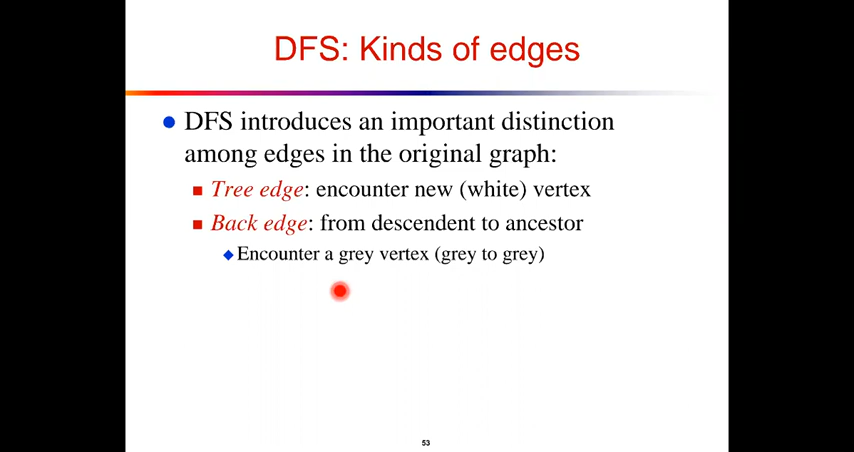 DFS: Kinds of edges
DFS introduces an important distinction
among edges in the original graph:
Tree edge: encounter new (white) vertex
Back edge: from descendent to ancestor
Encounter a grey vertex (grey to grey)
53